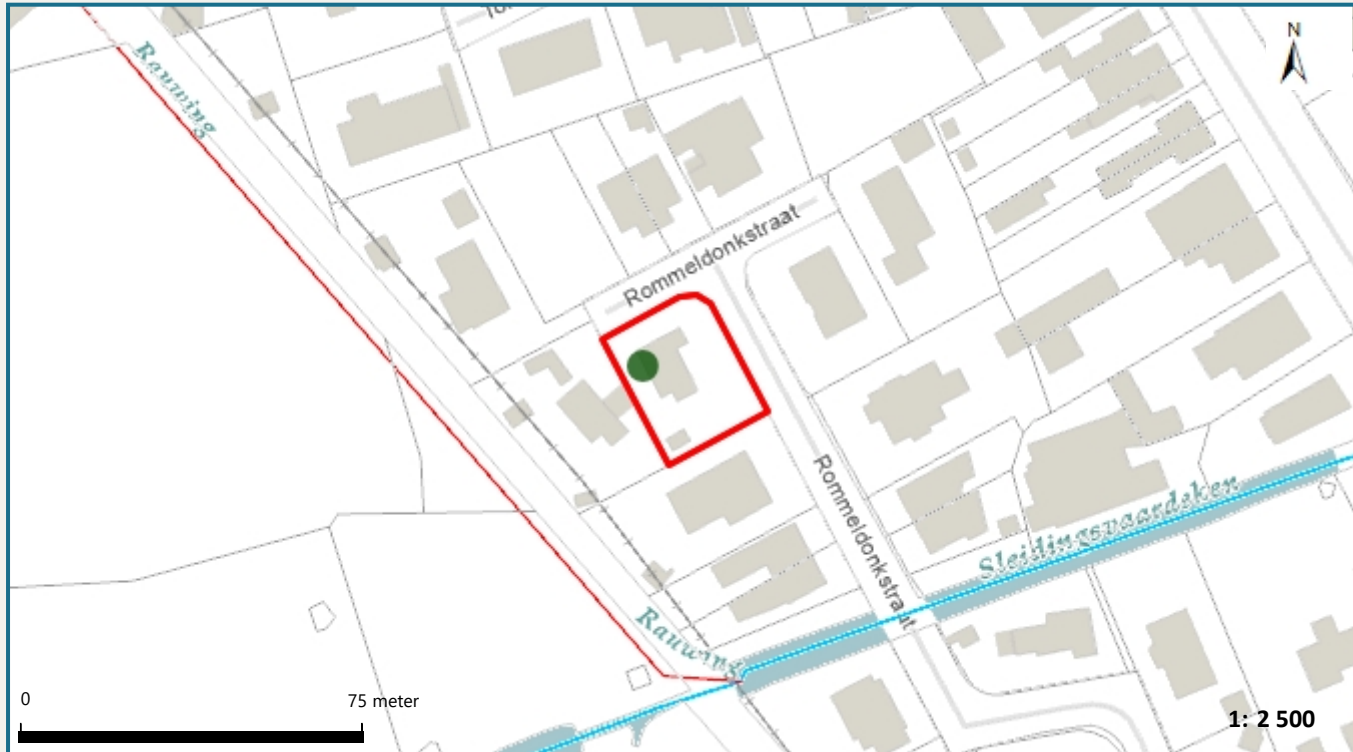 N
Rauwing
Rommeldonkstraat
Rommeldonkstraat
Sleidingsvaardeken
Rauwing
0
75 meter
1: 2 500